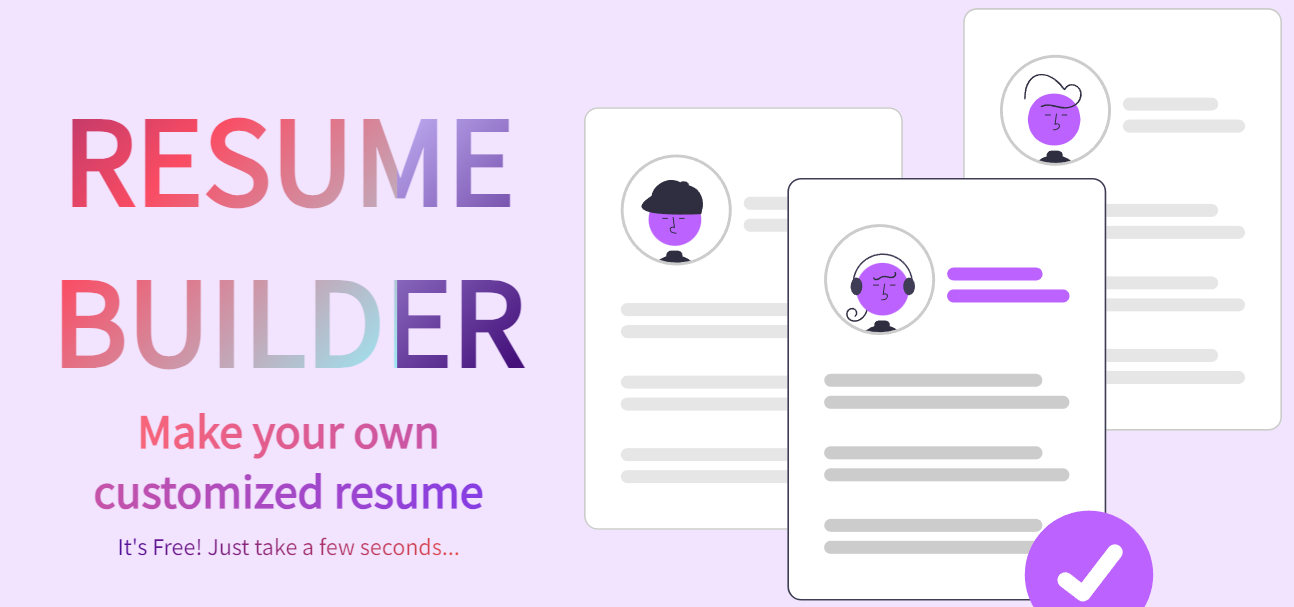 RESUME
BUILDER
Make your own
customized resume
It's Free! Just take a few seconds...